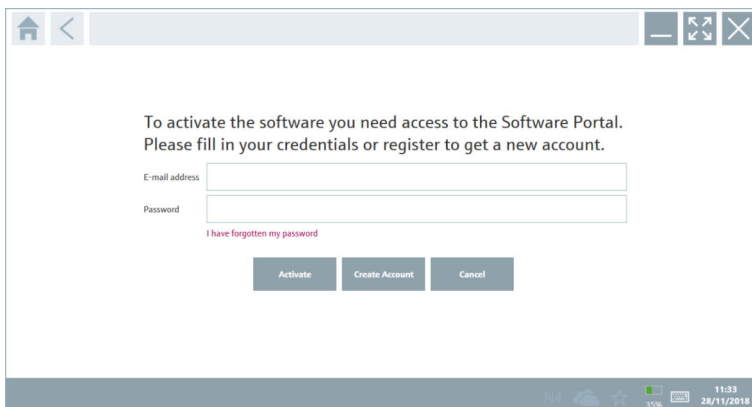 To activate the software you need access to the Software Portal.
Please fill in your credentials or register to get a new account.
E-mail address
Password
I have forgotten my password
Activate
Create Account
Cancel
11:33
35%
28/11/2018